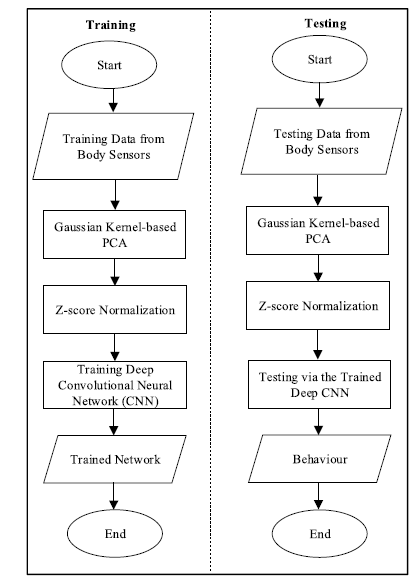 Training
Start
Training Data from
Body Sensors
Gaussian Kernel-based
PCA
Z-score Normalization
Training Deep
Convolutional Neural
Network (CNN)
Trained Network
End
Testing
Start
Testing Data from
Body Sensors
Gaussian Kernel-based
PCA
Z-score Normalization
Testing via the Trained
Deep CNN
Behaviour
End